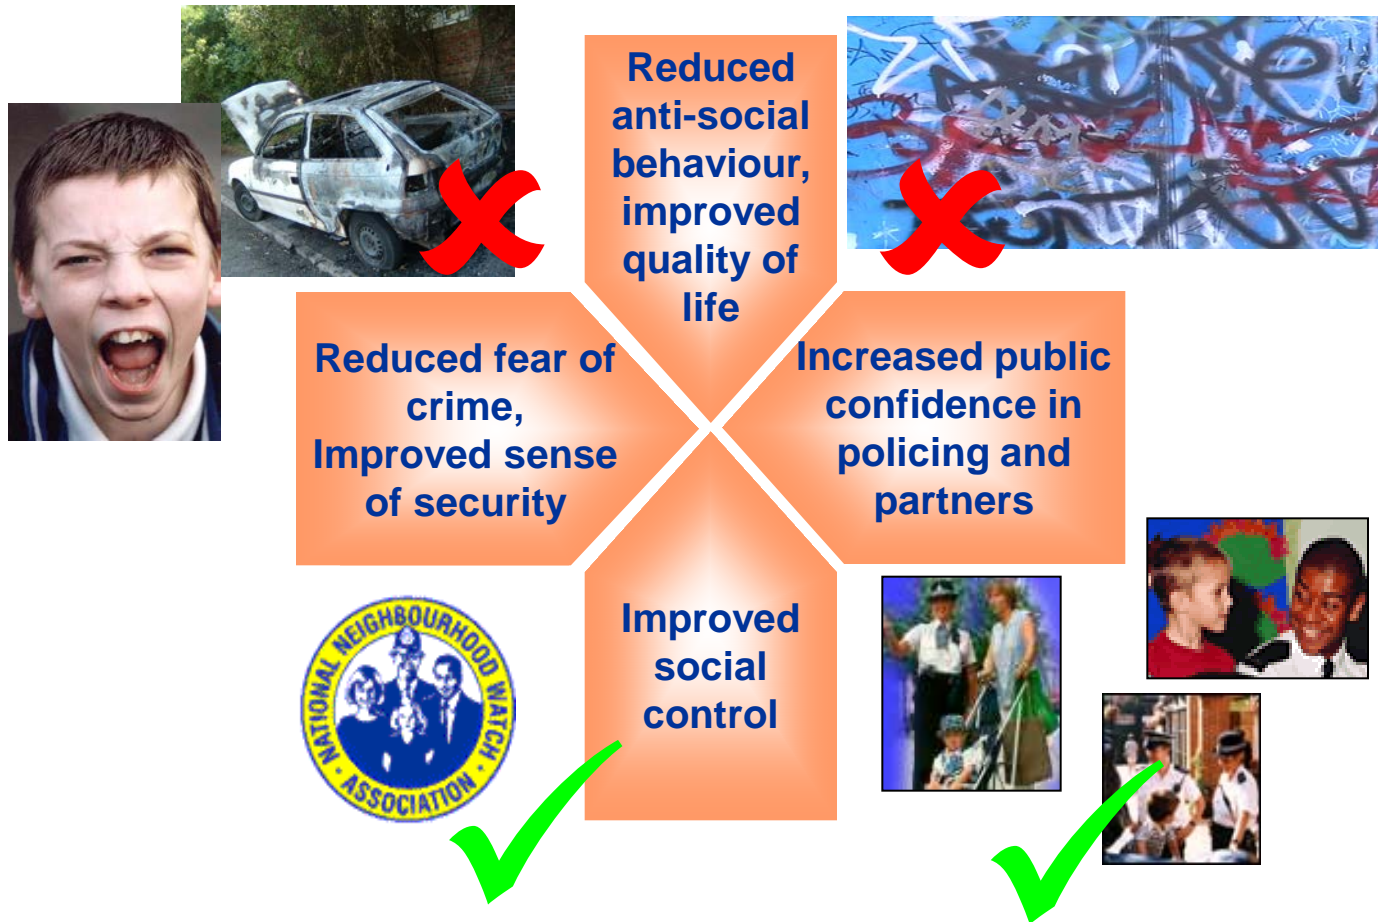 Reduced
anti-social
behaviour,
improved
quality of
life
Reduced fear of
crime,
Improved sense
of security
Increased public
confidence in
policing and
partners
Improved
social
control
NATIONAL NEIGHBOURHOOD WATCH
· ASSOCIATION ·